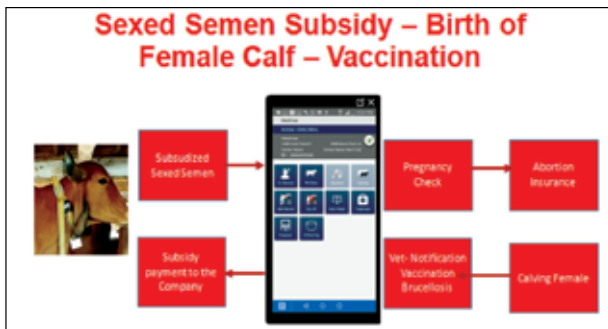 Sexed Semen Subsidy – Birth of
Female Calf – Vaccination
Subsudized
Sexed Semen
Pregnancy
Check
Abortion
Insurance
Subsidy
payment to the
Company
Vet- Notification
Vaccination
Brucellosis
Calving Female